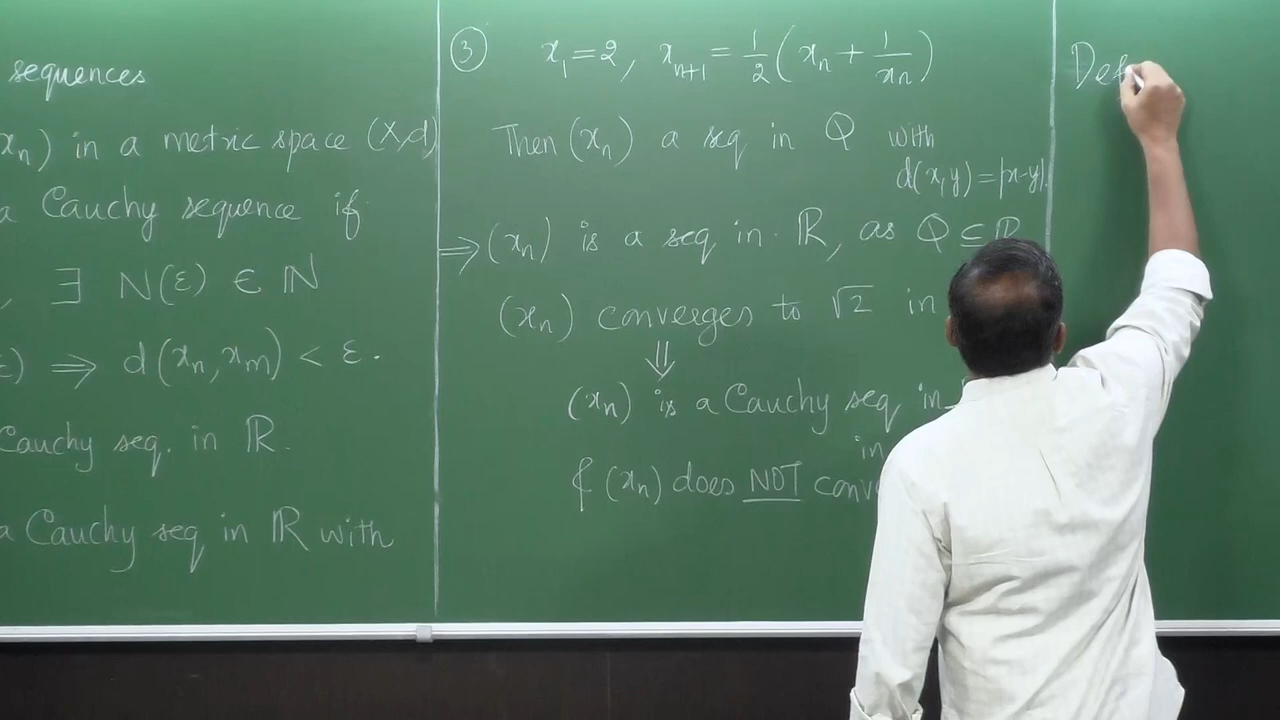 sequences
xₙ) in a metric space (X,d)
a Cauchy sequence if
, ∃ N(ε) ∈ ℕ
ε) ⇒ d(xₙ, xₘ) < ε.
Cauchy seq. in ℝ.
a Cauchy seq in ℝ with
③ x₁ = 2, xₙ₊₁ = 1/2 (xₙ + 1/xₙ)
Then (xₙ) a seq in ℚ with
d(x,y) = |x-y|.
⇒ (xₙ) is a seq in ℝ, as ℚ ⊆ ℝ
(xₙ) converges to √2 in
⇓
(xₙ) is a Cauchy seq in
in
& (xₙ) does NOT conve
Def